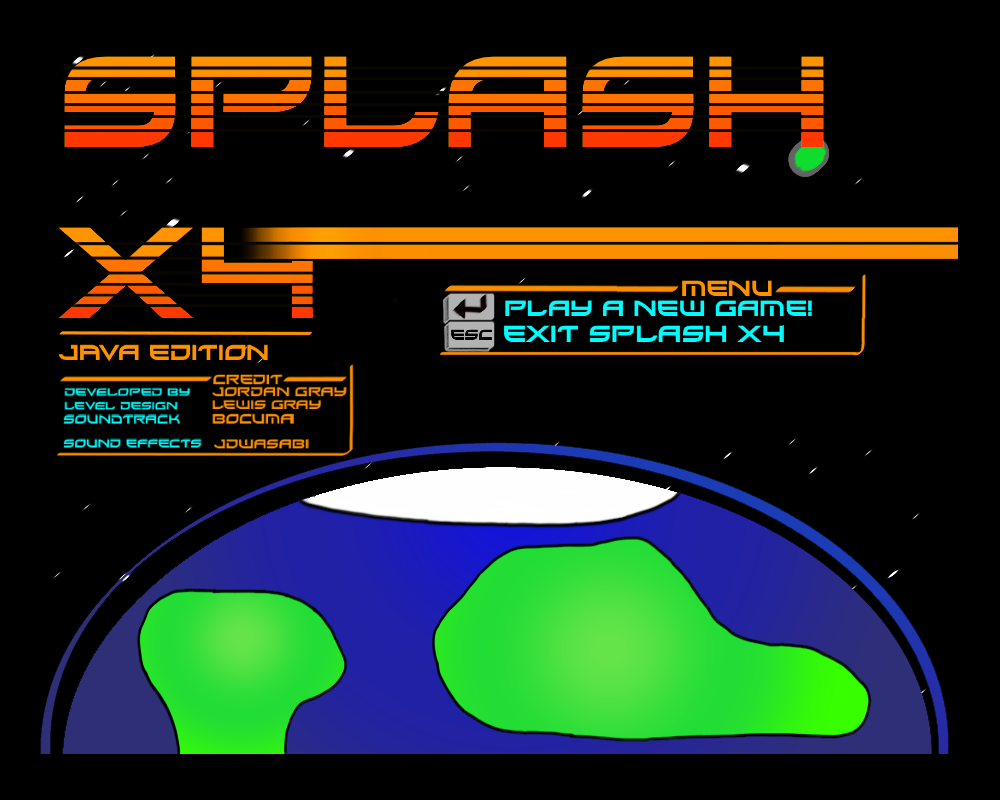 SPLASH
X4
MENU
PLAY A NEW GAME!
ESC EXIT SPLASH X4
JAVA EDITION
CREDIT
DEVELOPED BY JORDAN GRAY
LEVEL DESIGN LEWIS GRAY
SOUNDTRACK BOCUMA
SOUND EFFECTS JDWASABI